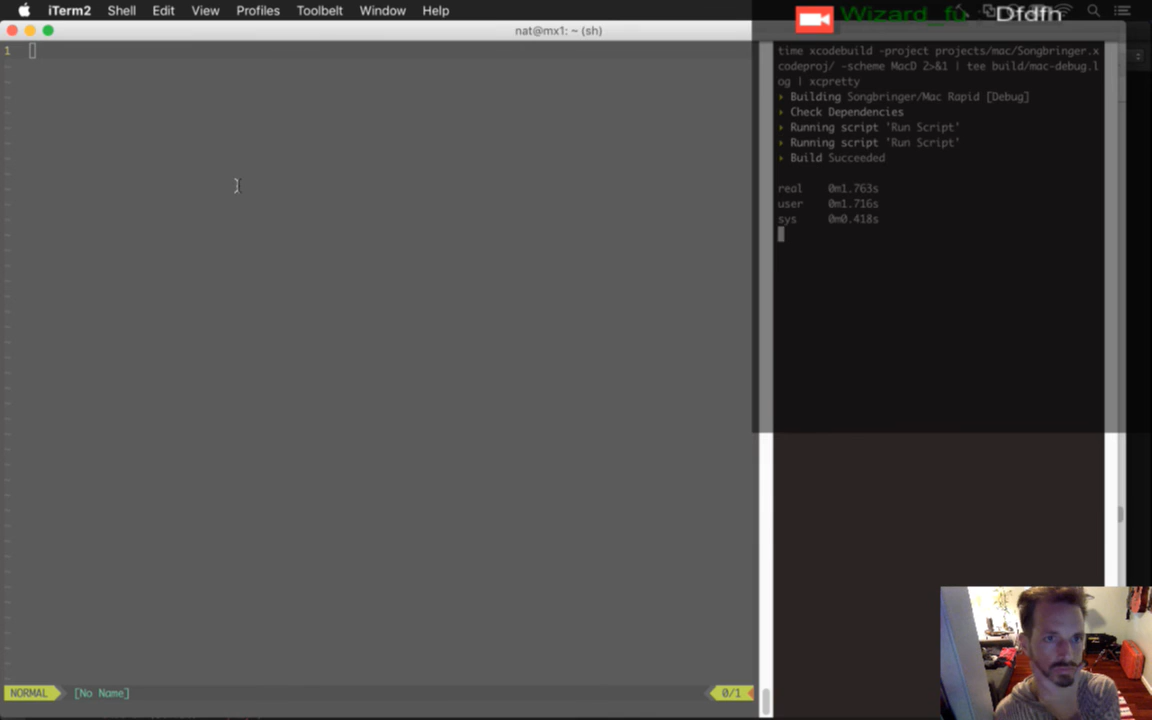 iTerm2 Shell Edit View Profiles Toolbelt Window Help
Wizard_fu Dfdfh
nat@mx1: ~ (sh)
1
time xcodebuild -project projects/mac/Songbringer.x
codeproj/ -scheme MacD 2>&1 | tee build/mac-debug.l
og | xcpretty
▸ Building Songbringer/Mac Rapid [Debug]
▸ Check Dependencies
▸ Running script 'Run Script'
▸ Running script 'Run Script'
▸ Build Succeeded
real 0m1.763s
user 0m1.716s
sys 0m0.418s
NORMAL [No Name] 0/1